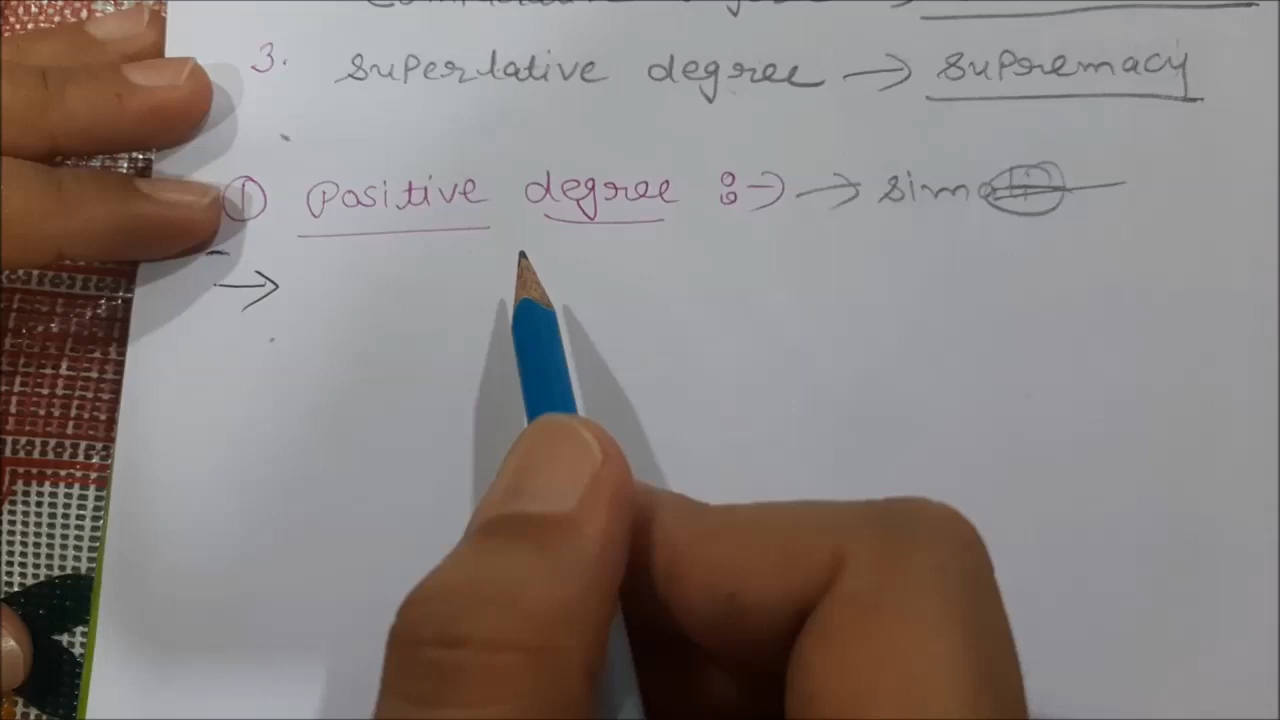 3. Superlative degree → supremacy
① Positive degree :-) → sim
→